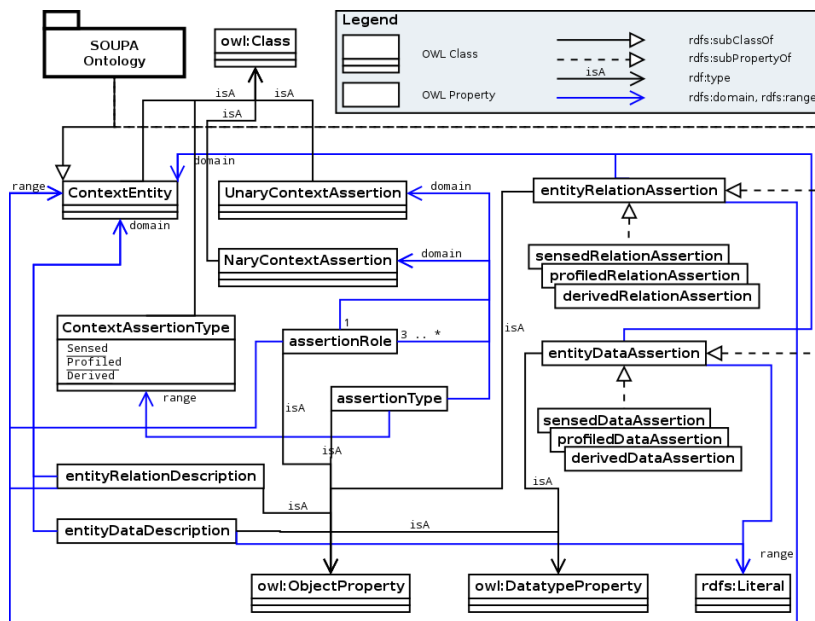 SOUPA
Ontology
owl:Class
Legend
OWL Class
OWL Property
rdfs:subClassOf
rdfs:subPropertyOf
isA
rdf:type
rdfs:domain, rdfs:range
isA
isA
isA
domain
range
ContextEntity
UnaryContextAssertion
domain
entityRelationAssertion
domain
NaryContextAssertion
domain
sensedRelationAssertion
profiledRelationAssertion
derivedRelationAssertion
ContextAssertionType
Sensed
Profiled
Derived
1
assertionRole
3 .. *
isA
entityDataAssertion
range
assertionType
isA
sensedDataAssertion
profiledDataAssertion
derivedDataAssertion
isA
entityRelationDescription
isA
entityDataDescription
isA
range
owl:ObjectProperty
owl:DatatypeProperty
rdfs:Literal